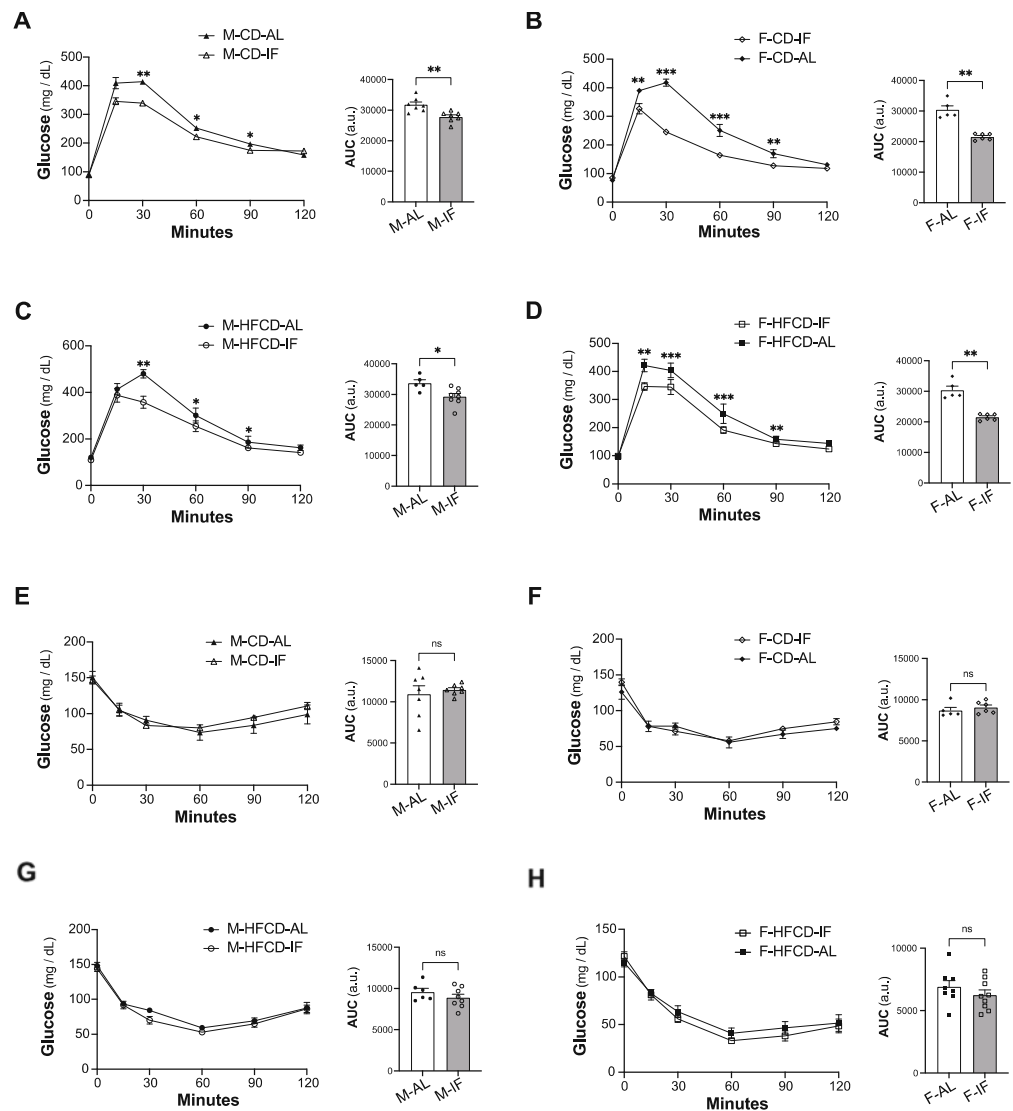 A
M-CD-AL
M-CD-IF
500
400
300
200
100
0
Glucose (mg / dL)
** * *
0 30 60 90 120
Minutes
40000
30000
20000
10000
0
AUC (a.u.)
**
M-AL M-IF
B
F-CD-IF
F-CD-AL
500
400
300
200
100
0
Glucose (mg / dL)
** *** *** **
0 30 60 90 120
Minutes
40000
30000
20000
10000
0
AUC (a.u.)
**
F-AL F-IF
C
M-HFCD-AL
M-HFCD-IF
600
400
200
0
Glucose (mg / dL)
** * *
0 30 60 90 120
Minutes
40000
30000
20000
10000
0
AUC (a.u.)
*
M-AL M-IF
D
F-HFCD-IF
F-HFCD-AL
500
400
300
200
100
0
Glucose (mg / dL)
** *** *** **
0 30 60 90 120
Minutes
40000
30000
20000
10000
0
AUC (a.u.)
**
F-AL F-IF
E
M-CD-AL
M-CD-IF
200
150
100
50
0
Glucose (mg / dL)
0 30 60 90 120
Minutes
15000
10000
5000
0
AUC (a.u.)
ns
M-AL M-IF
F
F-CD-IF
F-CD-AL
200
150
100
50
0
Glucose (mg / dL)
0 30 60 90 120
Minutes
15000
10000
5000
0
AUC (a.u.)
ns
F-AL F-IF
G
M-HFCD-AL
M-HFCD-IF
200
150
100
50
0
Glucose (mg / dL)
0 30 60 90 120
Minutes
15000
10000
5000
0
AUC (a.u.)
ns
M-AL M-IF
H
F-HFCD-IF
F-HFCD-AL
150
100
50
0
Glucose (mg / dL)
0 30 60 90 120
Minutes
10000
5000
0
AUC (a.u.)
ns
F-AL F-IF